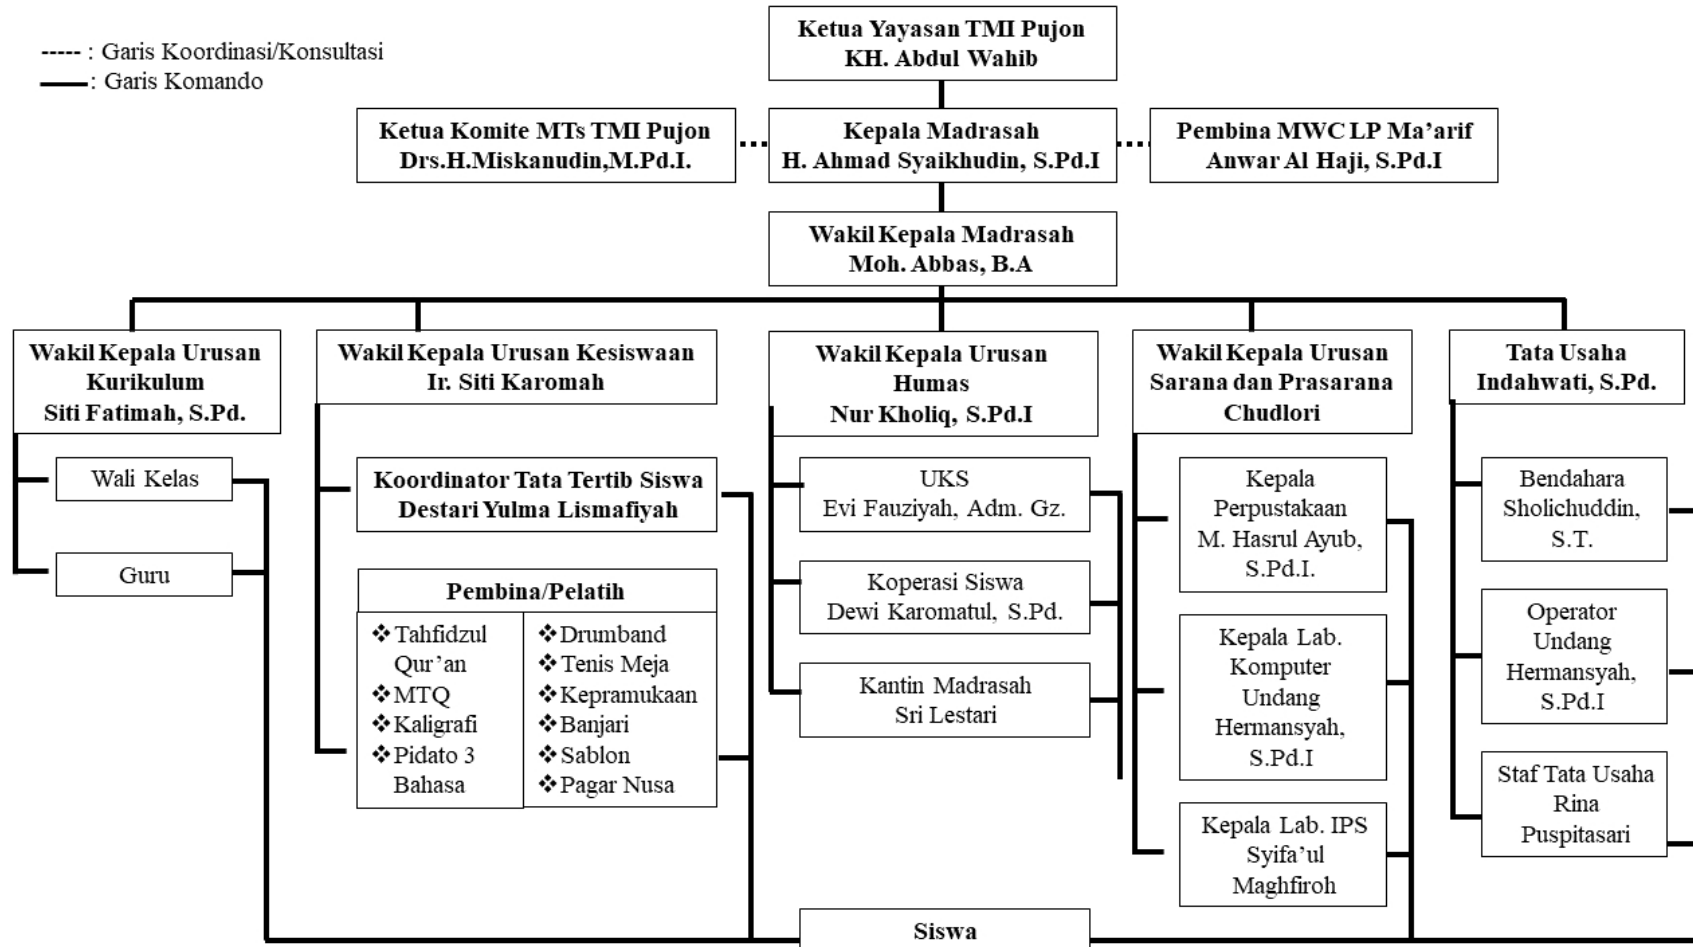 Ketua Yayasan TMI Pujon
KH. Abdul Wahib
----- : Garis Koordinasi/Konsultasi
: Garis Komando
Ketua Komite MTs TMI Pujon
Drs.H.Miskanudin,M.Pd.I.
Kepala Madrasah
H. Ahmad Syaikhudin, S.Pd.I
Pembina MWC LP Ma’arif
Anwar Al Haji, S.Pd.I
Wakil Kepala Madrasah
Moh. Abbas, B.A
Wakil Kepala Urusan
Kurikulum
Siti Fatimah, S.Pd.
Wali Kelas
Guru
Wakil Kepala Urusan Kesiswaan
Ir. Siti Karomah
Koordinator Tata Tertib Siswa
Destari Yulma Lismafiyah
Pembina/Pelatih
❖Tahfidzul
Qur’an
❖MTQ
❖Kaligrafi
❖Pidato 3
Bahasa
❖Drumband
❖Tenis Meja
❖Kepramukaan
❖Banjari
❖Sablon
❖Pagar Nusa
Wakil Kepala Urusan
Humas
Nur Kholiq, S.Pd.I
UKS
Evi Fauziyah, Adm. Gz.
Koperasi Siswa
Dewi Karomatul, S.Pd.
Kantin Madrasah
Sri Lestari
Wakil Kepala Urusan
Sarana dan Prasarana
Chudlori
Kepala
Perpustakaan
M. Hasrul Ayub,
S.Pd.I.
Kepala Lab.
Komputer
Undang
Hermansyah,
S.Pd.I
Kepala Lab. IPS
Syifa’ul
Maghfiroh
Tata Usaha
Indahwati, S.Pd.
Bendahara
Sholichuddin,
S.T.
Operator
Undang
Hermansyah,
S.Pd.I
Staf Tata Usaha
Rina
Puspitasari
Siswa